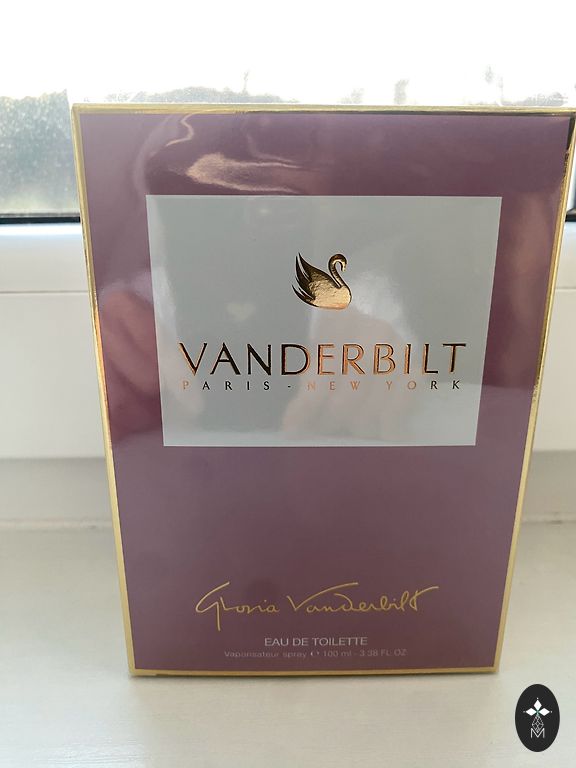 VANDERBILT
PARIS - NEW YORK
Gloria Vanderbilt
EAU DE TOILETTE
Vaporisateur spray ℮ 100 ml - 3.38 FL OZ
M